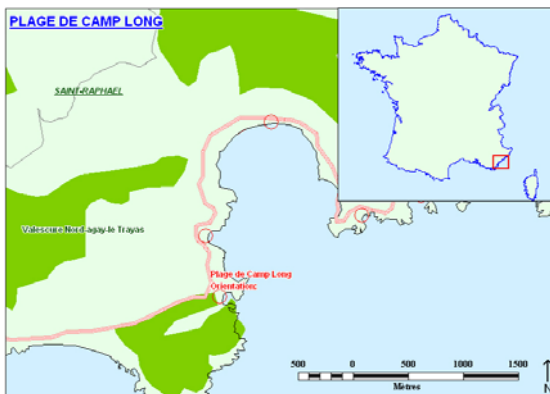 PLAGE DE CAMP LONG
SAINT-RAPHAEL
Valescure Nord-agay-le Trayas
Plage de Camp Long
Orientation:
500 0 500 1000 1500
Mètres
N